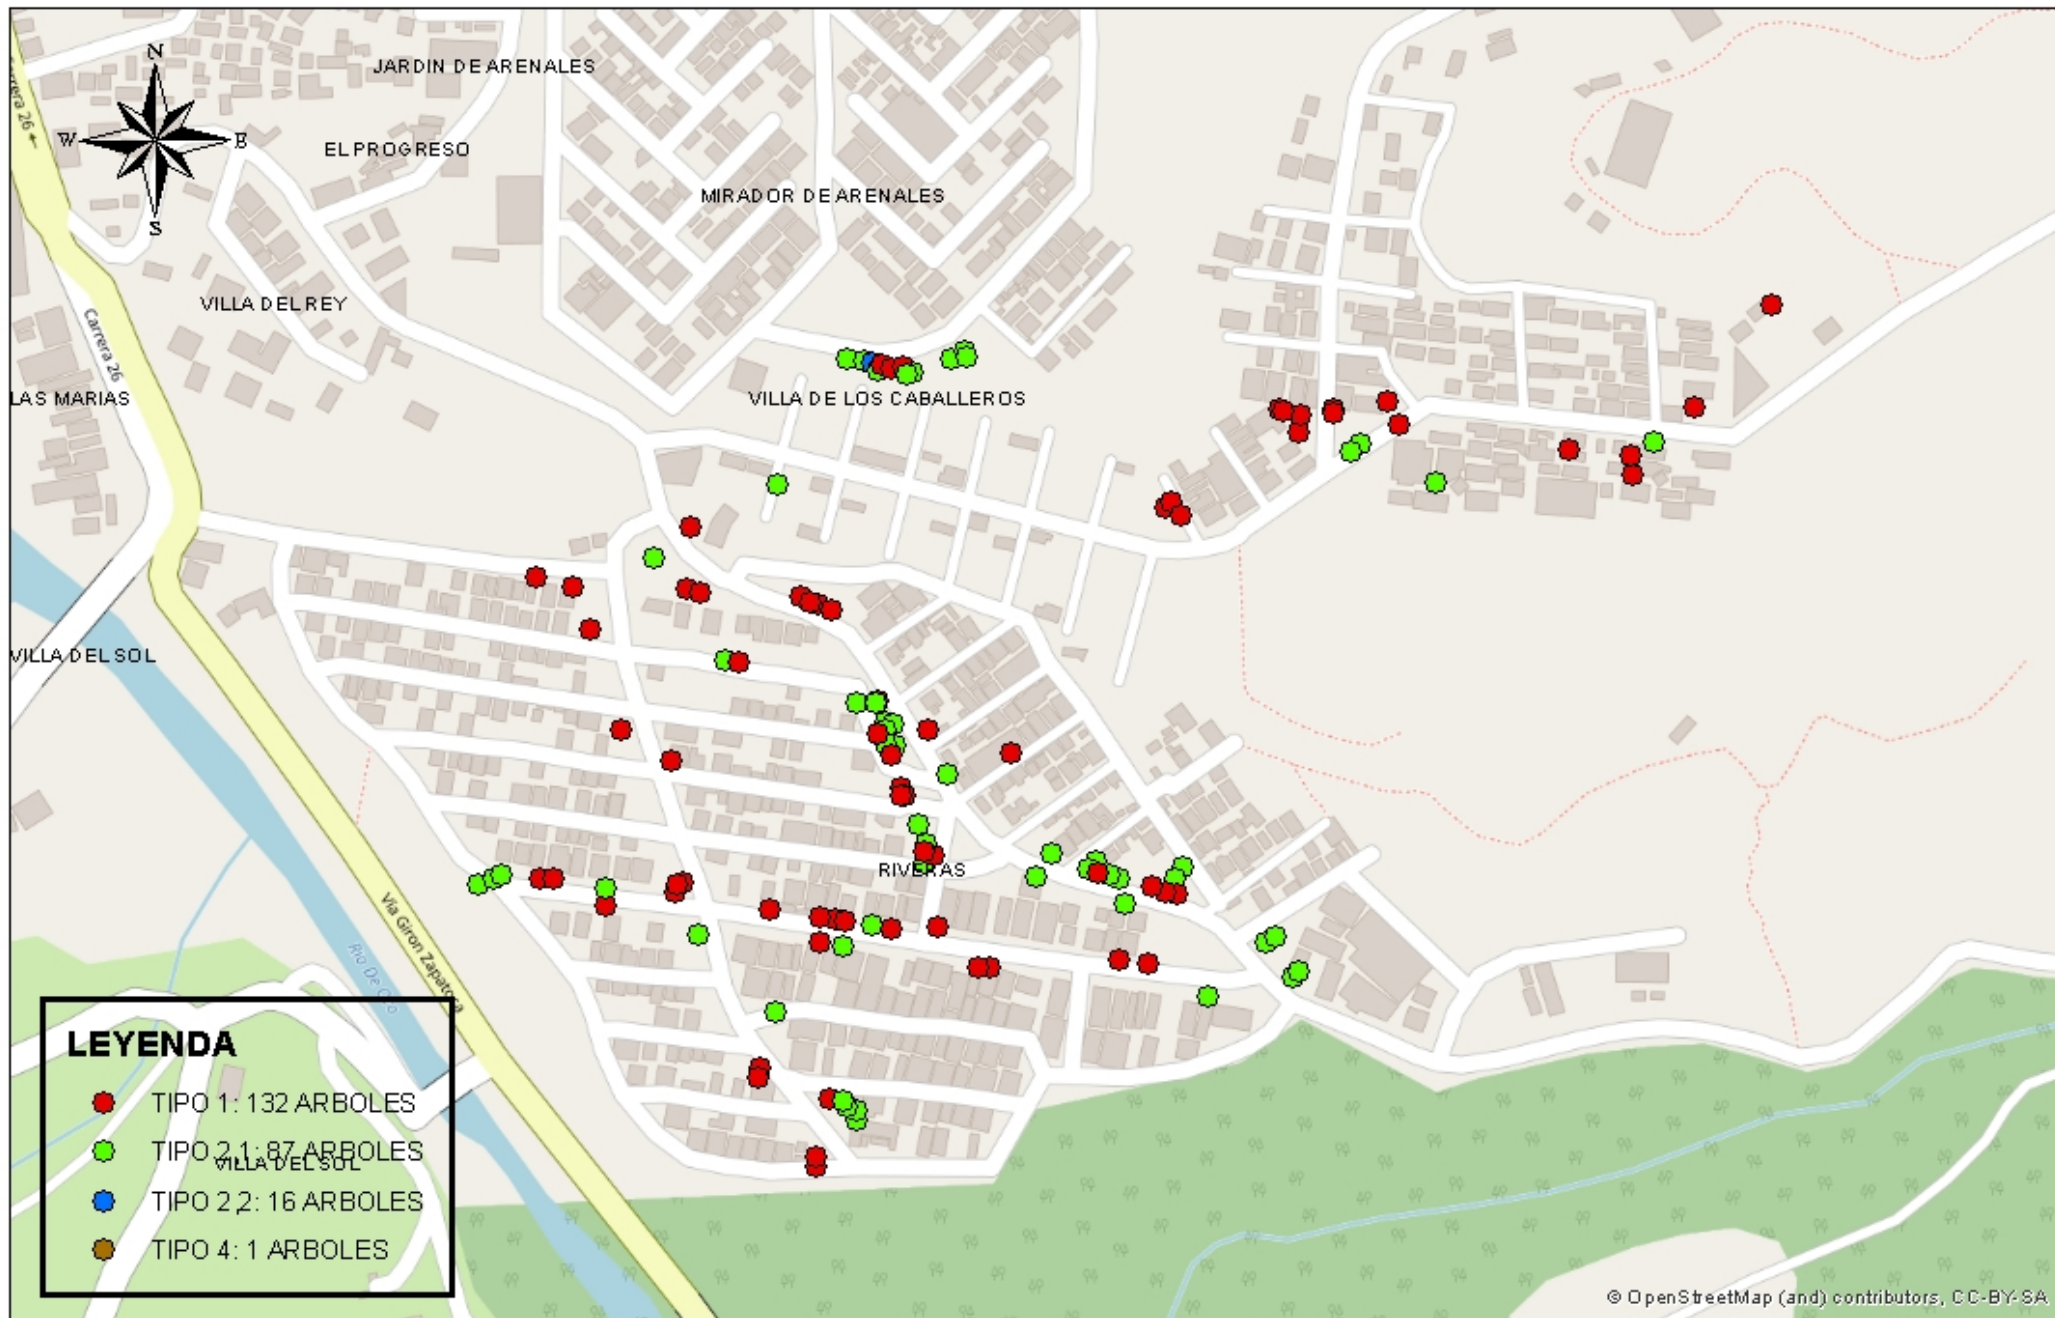 N
W
E
S
JARDIN DE ARENALES
EL PROGRESO
MIRADOR DE ARENALES
VILLA DEL REY
Carrera 26
LAS MARIAS
VILLA DE LOS CABALLEROS
VILLA DEL SOL
RIVERAS
Via Giron Zapatoca
Rio De Oro
LEYENDA
TIPO 1: 132 ARBOLES
TIPO 2,1: 87 ARBOLES
VILLA DEL SOL
TIPO 2,2: 16 ARBOLES
TIPO 4: 1 ARBOLES
© OpenStreetMap (and) contributors, CC-BY-SA